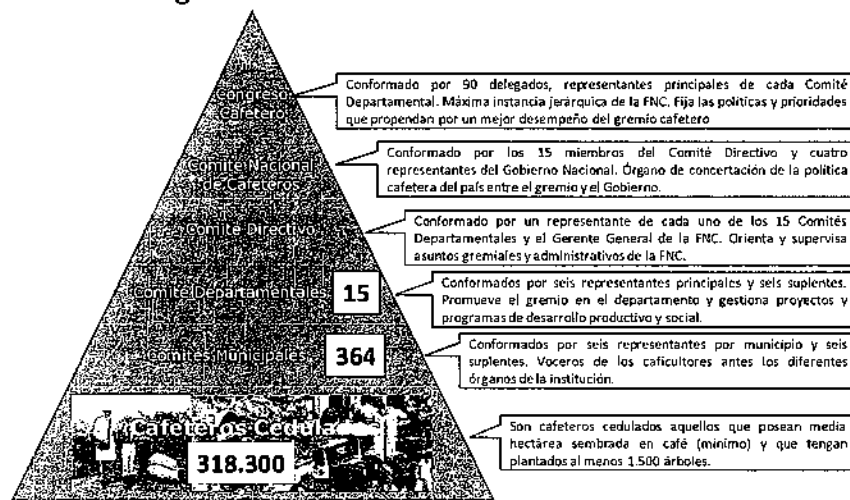 Congreso
Cafetero
Conformado por 90 delegados, representantes principales de cada Comité
Departamental. Máxima instancia jerárquica de la FNC. Fija las políticas y prioridades
que propendan por un mejor desempeño del gremio cafetero
Comité Nacional
de Cafeteros
Conformado por los 15 miembros del Comité Directivo y cuatro
representantes del Gobierno Nacional. Órgano de concertación de la política
cafetera del país entre el gremio y el Gobierno.
Comité Directivo
Conformado por un representante de cada uno de los 15 Comités
Departamentales y el Gerente General de la FNC. Orienta y supervisa
asuntos gremiales y administrativos de la FNC.
Comité Departamentales 15
Conformados por seis representantes principales y seis suplentes.
Promueve el gremio en el departamento y gestiona proyectos y
programas de desarrollo productivo y social.
Comités Municipales 364
Conformados por seis representantes por municipio y seis
suplentes. Voceros de los caficultores ante los diferentes
órganos de la institución.
Cafeteros
318.300
Son cafeteros cedulados aquellos que posean media
hectárea sembrada en café (mínimo) y que tengan
plantados al menos 1.500 árboles.